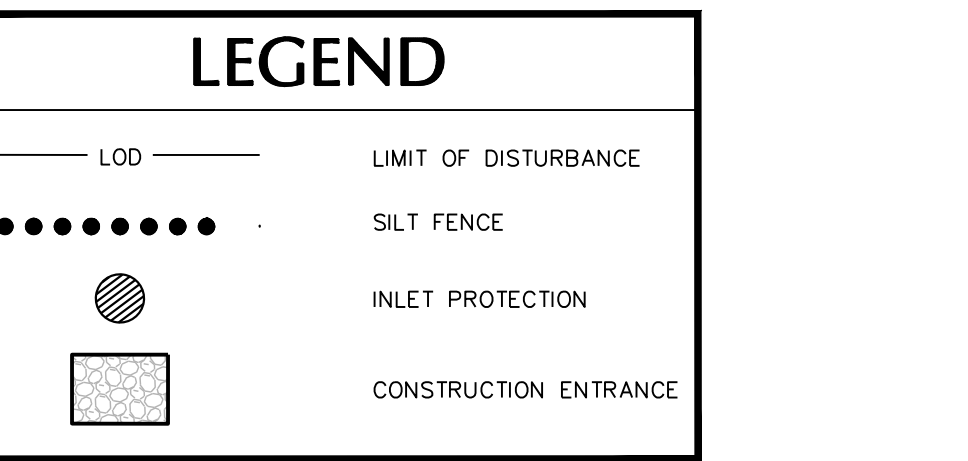 LEGEND
LOD LIMIT OF DISTURBANCE
SILT FENCE
INLET PROTECTION
CONSTRUCTION ENTRANCE